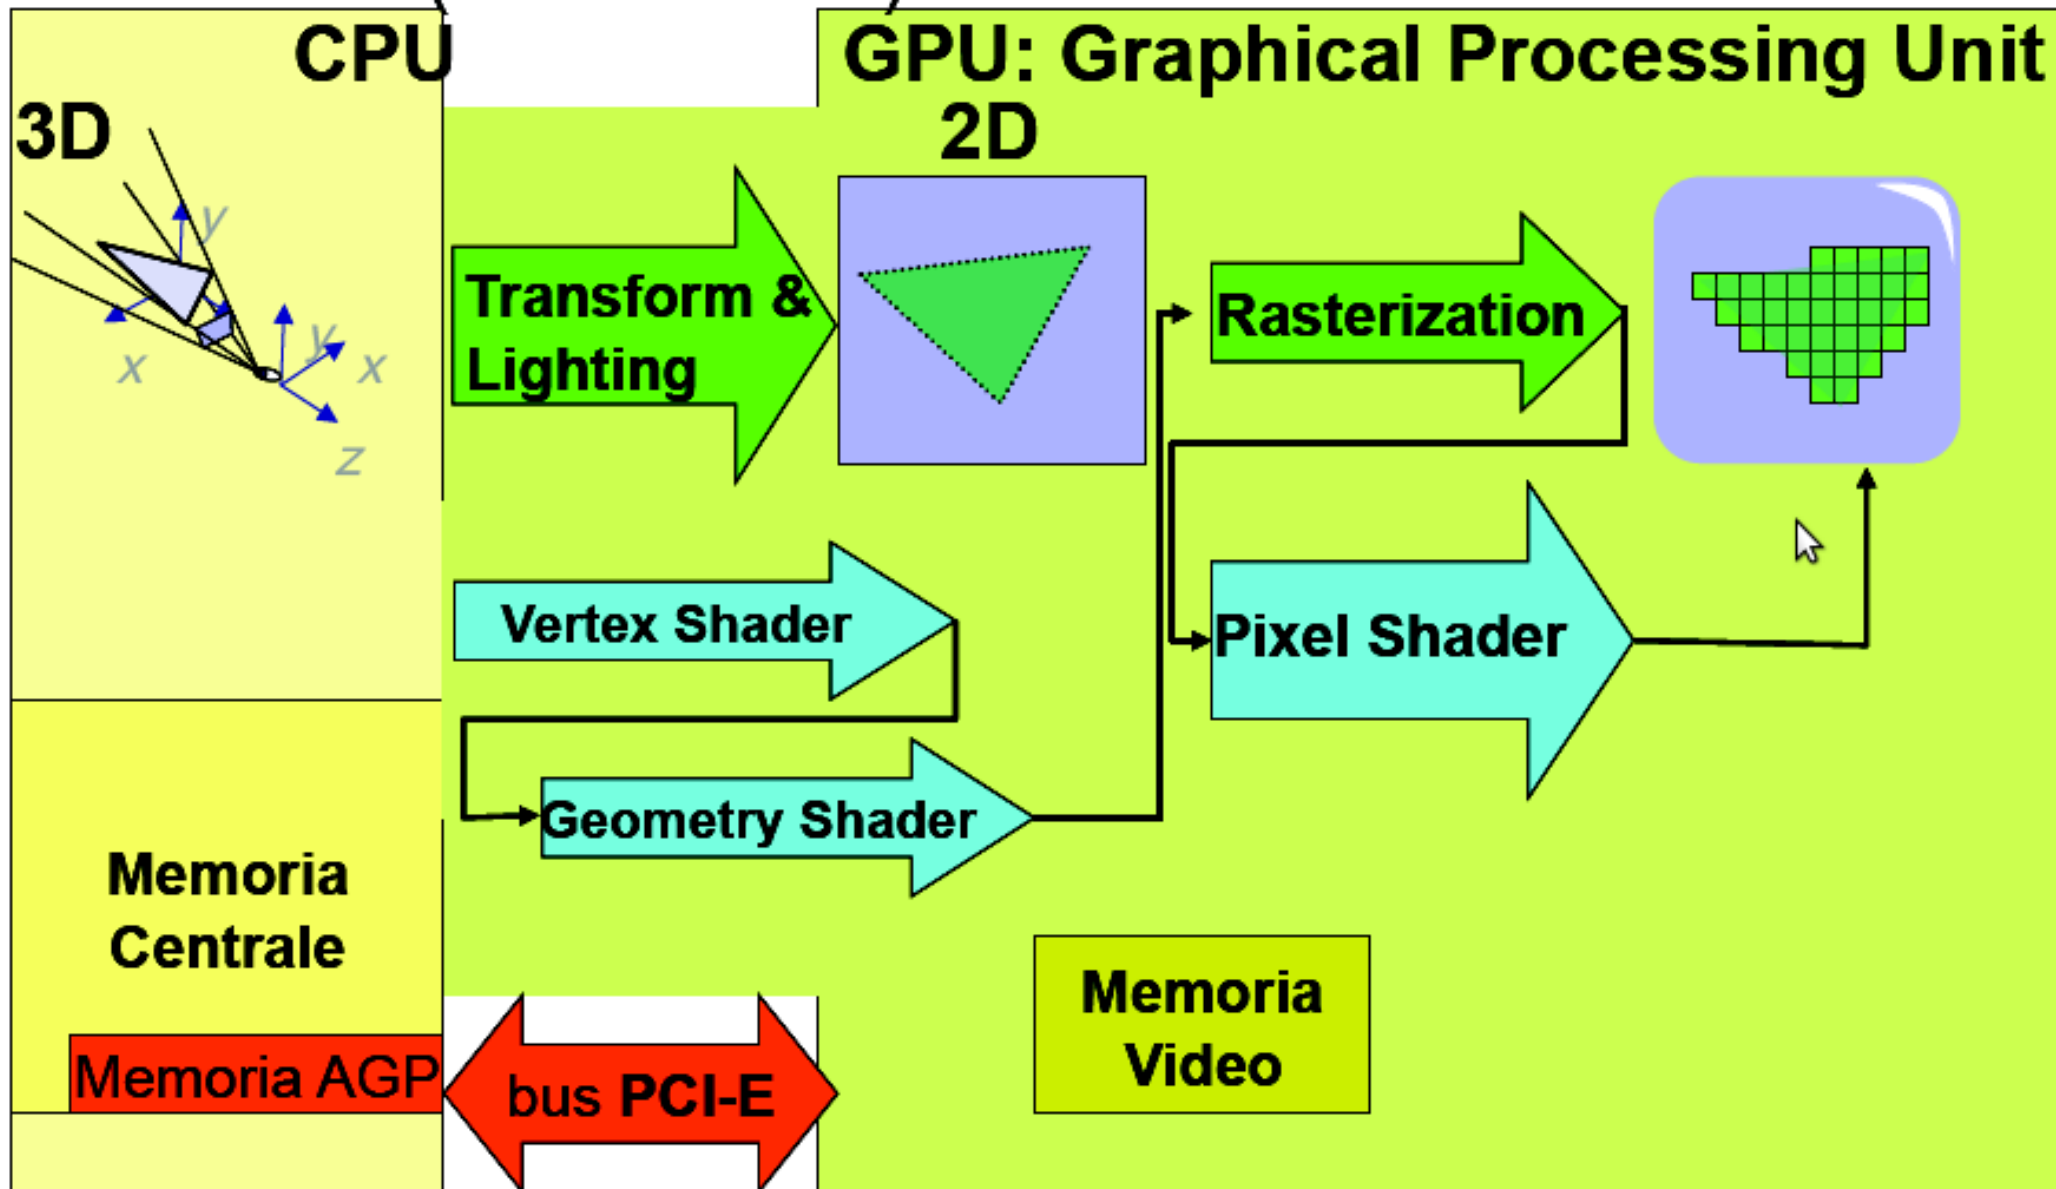 CPU
GPU: Graphical Processing Unit
3D
2D
y
x
y
x
z
Transform &
Lighting
Rasterization
Vertex Shader
Pixel Shader
Geometry Shader
Memoria
Centrale
Memoria AGP
bus PCI-E
Memoria
Video